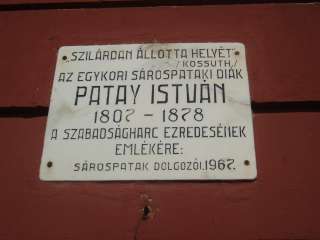 SZILÁRDAN ÁLLOTTA HELYÉT
/KOSSUTH/
AZ EGYKORI SÁROSPATAKI DIÁK
PATAY ISTVÁN
1807 - 1878
A SZABADSÁGHARC EZREDESÉNEK
EMLÉKÉRE:
SÁROSPATAK DOLGOZÓI, 1967.